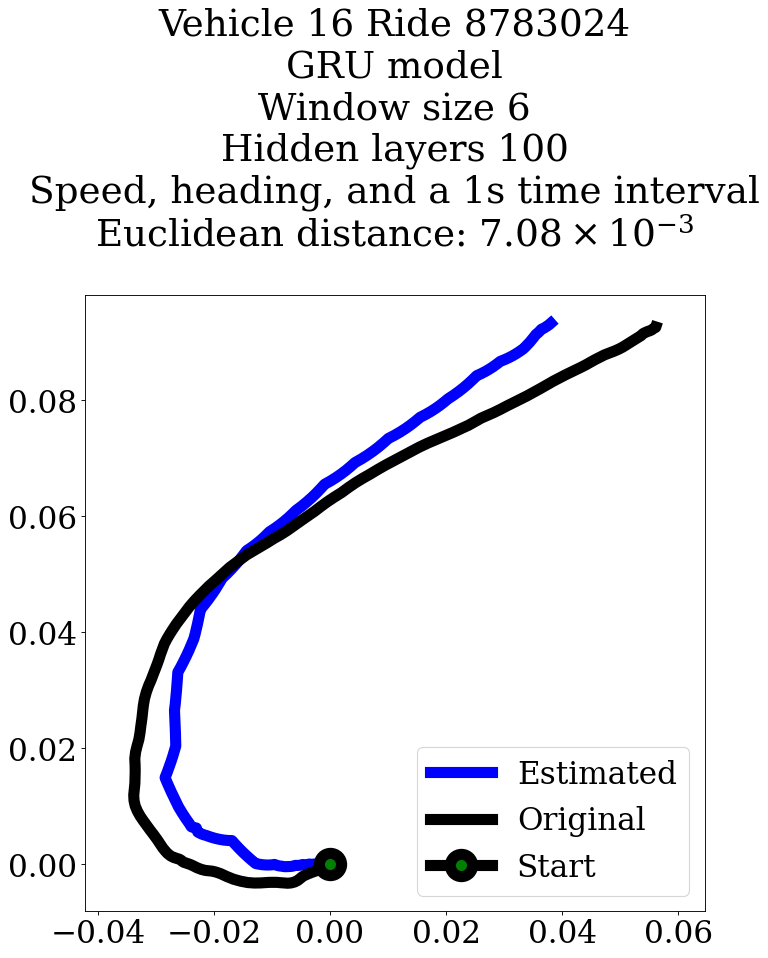 Vehicle 16 Ride 8783024
GRU model
Window size 6
Hidden layers 100
Speed, heading, and a 1s time interval
Euclidean distance: 7.08 × 10⁻³
0.08
0.06
0.04
0.02
0.00
Estimated
Original
Start
−0.04 −0.02 0.00 0.02 0.04 0.06